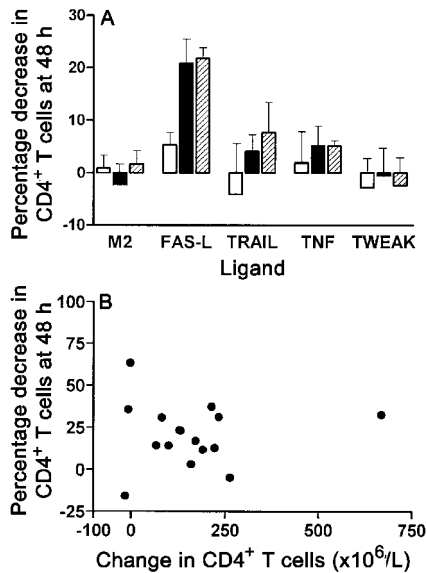 A
Percentage decrease in
CD4⁺ T cells at 48 h
30
20
10
0
-10
M2 FAS-L TRAIL TNF TWEAK
Ligand
B
Percentage decrease in
CD4⁺ T cells at 48 h
100
75
50
25
0
-25
-100 0 250 500 750
Change in CD4⁺ T cells (x10⁶/L)